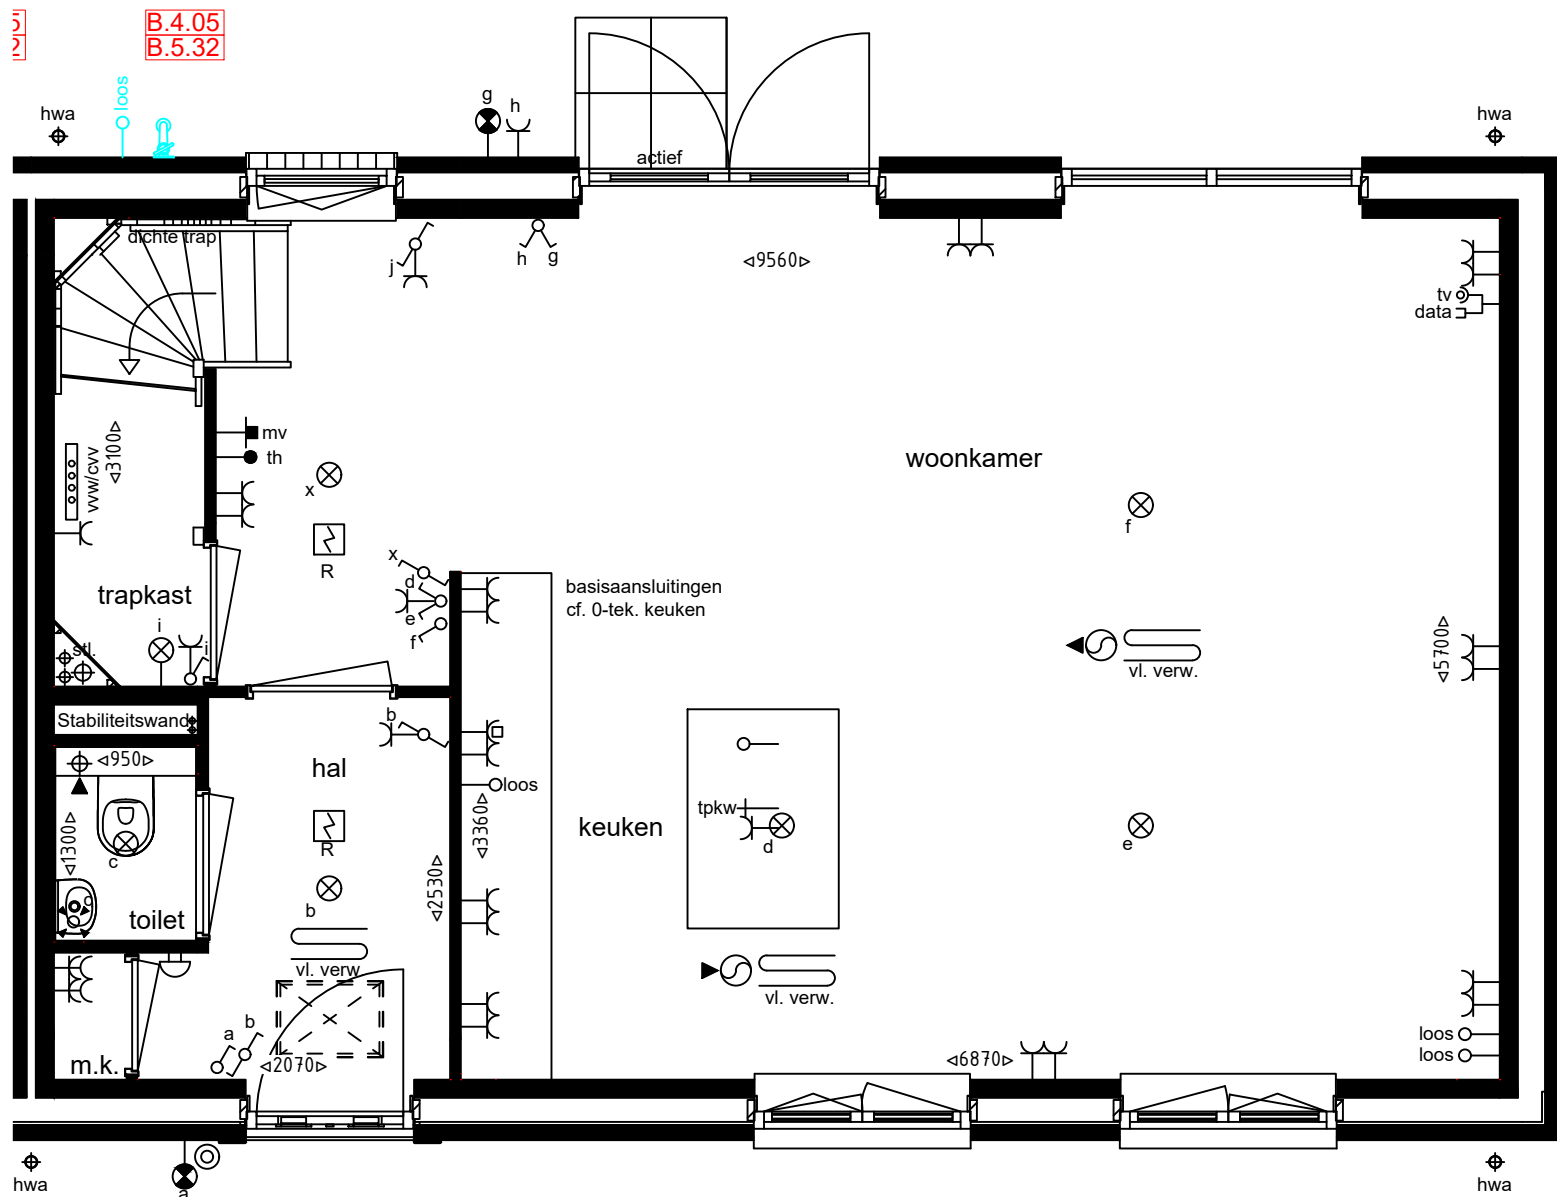 B.4.05
B.5.32
5
2
loos
hwa
g
h
hwa
actief
dichte trap
j
h
g
9560
tv
data
mv
th
3100
vvw/cvv
x
woonkamer
f
R
x
d
e
f
basisaansluitingen
cf. 0-tek. keuken
trapkast
i
i
stl.
5700
vl. verw.
Stabiliteitswand
b
950
hal
loos
tpkw
d
3360
keuken
e
1300
c
R
2530
b
toilet
vl. verw.
vl. verw.
a
b
m.k.
2070
6870
loos
loos
hwa
a
hwa